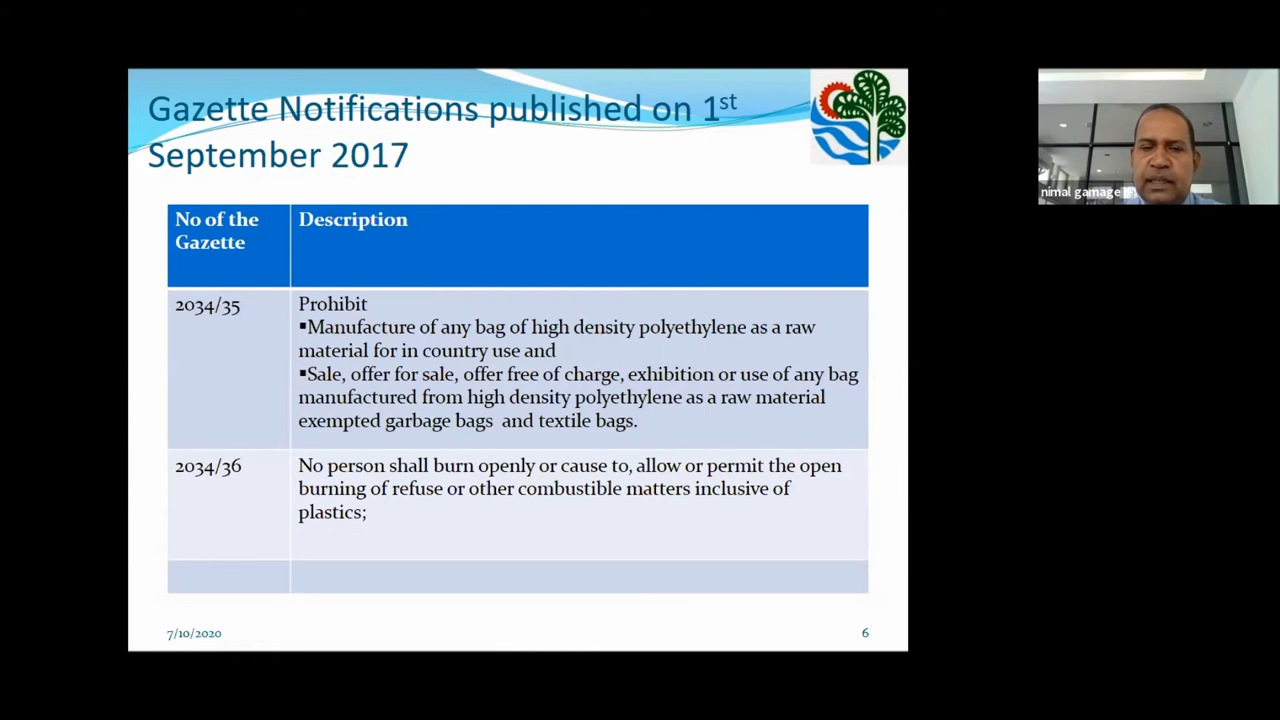 Gazette Notifications published on 1st
September 2017
No of the
Gazette
Description
2034/35
Prohibit
▪Manufacture of any bag of high density polyethylene as a raw
material for in country use and
▪Sale, offer for sale, offer free of charge, exhibition or use of any bag
manufactured from high density polyethylene as a raw material
exempted garbage bags and textile bags.
2034/36
No person shall burn openly or cause to, allow or permit the open
burning of refuse or other combustible matters inclusive of
plastics;
7/10/2020
6
nimal gamage